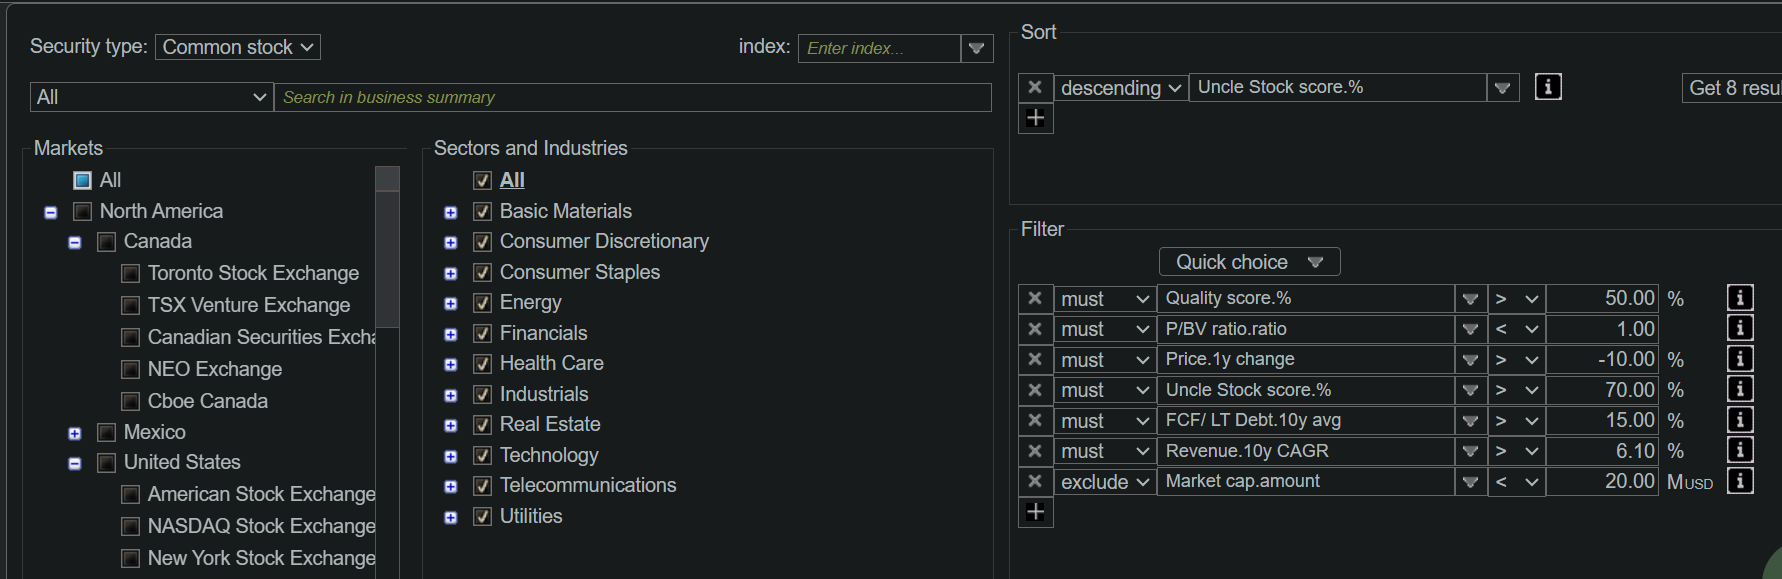 Security type: Common stock
index: Enter index...
All Search in business summary
Markets
All
North America
Canada
Toronto Stock Exchange
TSX Venture Exchange
Canadian Securities Excha
NEO Exchange
Cboe Canada
Mexico
United States
American Stock Exchange
NASDAQ Stock Exchange
New York Stock Exchange
Sectors and Industries
All
Basic Materials
Consumer Discretionary
Consumer Staples
Energy
Financials
Health Care
Industrials
Real Estate
Technology
Telecommunications
Utilities
Sort
descending Uncle Stock score.% i
Get 8 resu
Filter
Quick choice
must Quality score.% > 50.00 % i
must P/BV ratio.ratio < 1.00 i
must Price.1y change > -10.00 % i
must Uncle Stock score.% > 70.00 % i
must FCF/ LT Debt.10y avg > 15.00 % i
must Revenue.10y CAGR > 6.10 % i
exclude Market cap.amount < 20.00 MUSD i